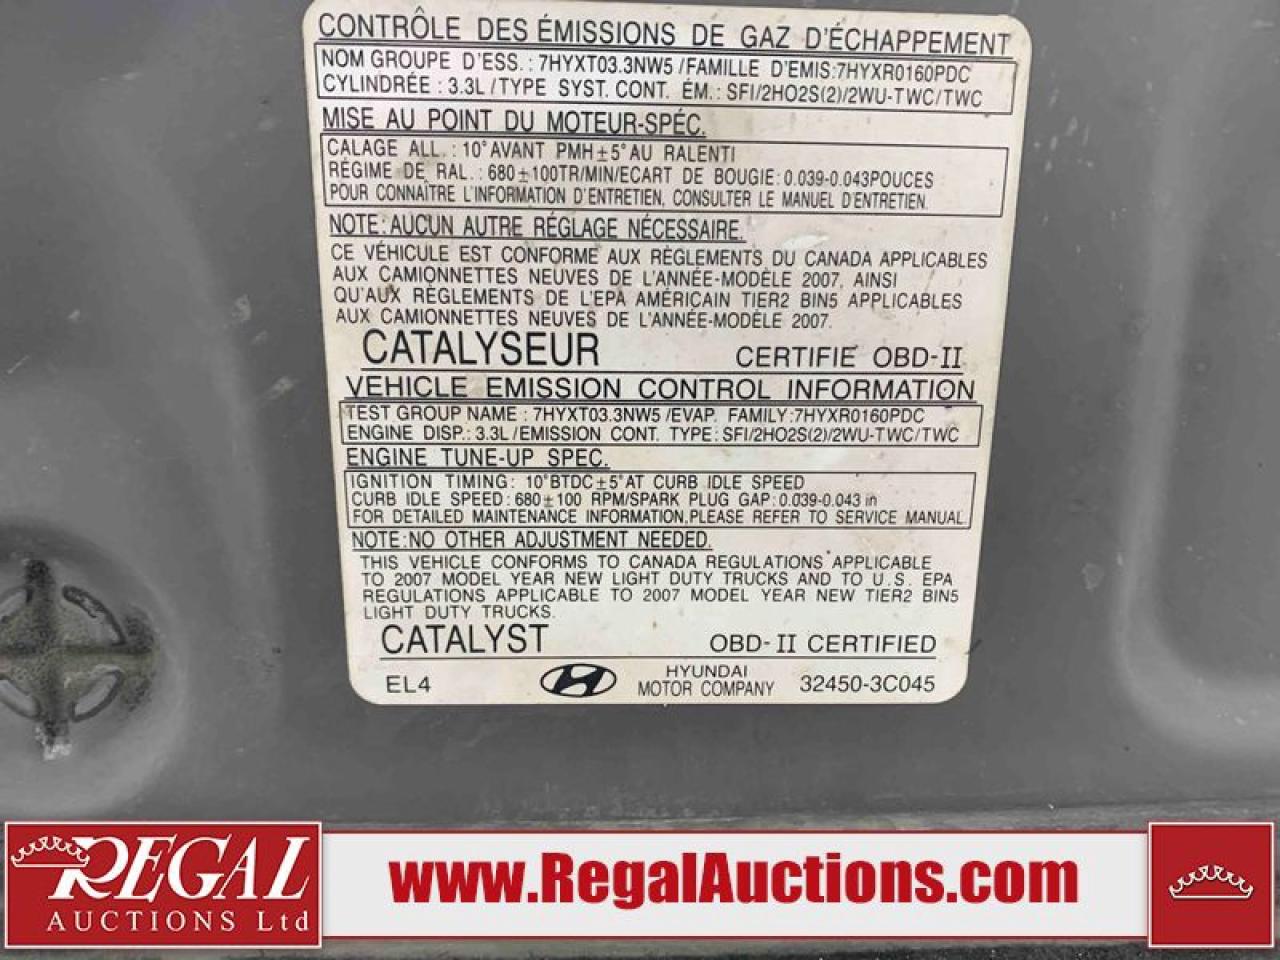 CONTRÔLE DES ÉMISSIONS DE GAZ D'ÉCHAPPEMENT
NOM GROUPE D'ESS.: 7HYXT03.3NW5 /FAMILLE D'EMIS:7HYXR0160PDC
CYLINDRÉE : 3.3L/TYPE SYST. CONT. ÉM.: SFI/2HO2S(2)/2WU-TWC/TWC
MISE AU POINT DU MOTEUR-SPÉC.
CALAGE ALL.: 10° AVANT PMH±5° AU RALENTI
RÉGIME DE RAL.: 680±100TR/MIN/ECART DE BOUGIE: 0.039-0.043POUCES
POUR CONNAÎTRE L'INFORMATION D'ENTRETIEN, CONSULTER LE MANUEL D'ENTRETIEN.
NOTE: AUCUN AUTRE RÉGLAGE NÉCESSAIRE.
CE VÉHICULE EST CONFORME AUX RÈGLEMENTS DU CANADA APPLICABLES
AUX CAMIONNETTES NEUVES DE L'ANNÉE-MODÈLE 2007, AINSI
QU'AUX RÈGLEMENTS DE L'EPA AMÉRICAIN TIER2 BIN5 APPLICABLES
AUX CAMIONNETTES NEUVES DE L'ANNÉE-MODÈLE 2007.
CATALYSEUR CERTIFIE OBD-II
VEHICLE EMISSION CONTROL INFORMATION
TEST GROUP NAME : 7HYXT03.3NW5 /EVAP. FAMILY:7HYXR0160PDC
ENGINE DISP.: 3.3L/EMISSION CONT. TYPE: SFI/2HO2S(2)/2WU-TWC/TWC
ENGINE TUNE-UP SPEC.
IGNITION TIMING: 10° BTDC±5° AT CURB IDLE SPEED
CURB IDLE SPEED: 680±100 RPM/SPARK PLUG GAP: 0.039-0.043 in
FOR DETAILED MAINTENANCE INFORMATION,PLEASE REFER TO SERVICE MANUAL.
NOTE: NO OTHER ADJUSTMENT NEEDED.
THIS VEHICLE CONFORMS TO CANADA REGULATIONS APPLICABLE
TO 2007 MODEL YEAR NEW LIGHT DUTY TRUCKS AND TO U.S. EPA
REGULATIONS APPLICABLE TO 2007 MODEL YEAR NEW TIER2 BIN5
LIGHT DUTY TRUCKS.
CATALYST OBD-II CERTIFIED
EL4 HYUNDAI MOTOR COMPANY 32450-3C045
REGAL
AUCTIONS Ltd
www.RegalAuctions.com